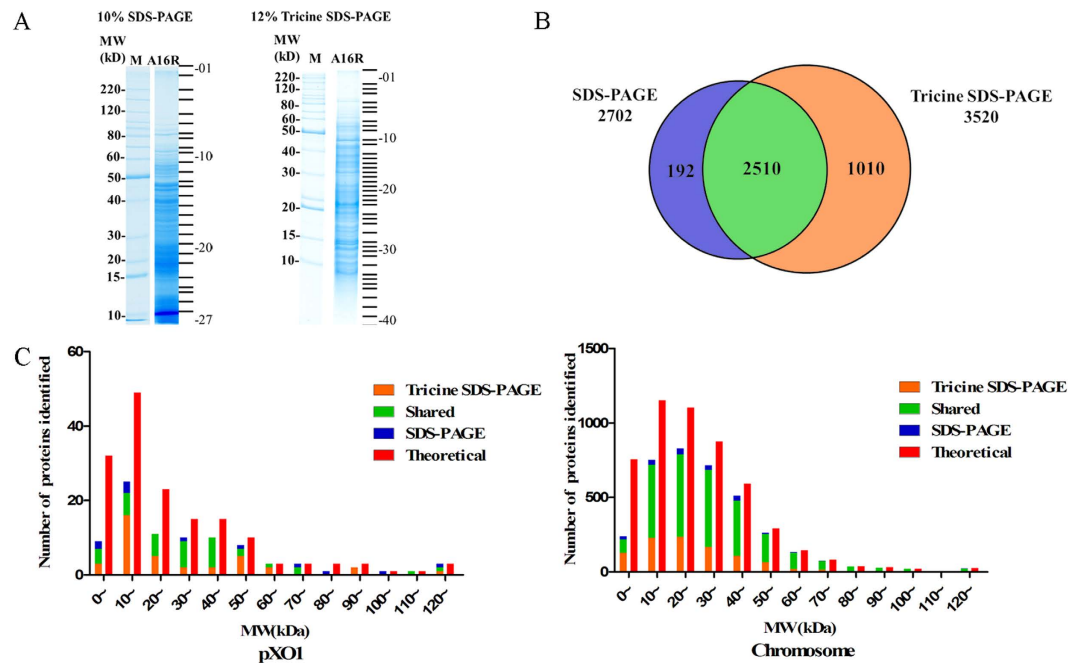 A
10% SDS-PAGE
MW
(kD)
M A16R
220-
120-
80-
60-
50-
40-
30-
20-
15-
10-
-01
-10
-20
-27
12% Tricine SDS-PAGE
MW
(kD)
M A16R
220-
120-
80-
60-
50-
40-
30-
20-
15-
10-
-01
-10
-20
-30
-40
B
SDS-PAGE
2702
Tricine SDS-PAGE
3520
192
2510
1010
C
Number of proteins identified
60
40
20
0
Tricine SDS-PAGE
Shared
SDS-PAGE
Theoretical
0~
10~
20~
30~
40~
50~
60~
70~
80~
90~
100~
110~
120~
MW(kDa)
pXO1
Number of proteins identified
1500
1000
500
0
Tricine SDS-PAGE
Shared
SDS-PAGE
Theoretical
0~
10~
20~
30~
40~
50~
60~
70~
80~
90~
100~
110~
120~
MW (kDa)
Chromosome